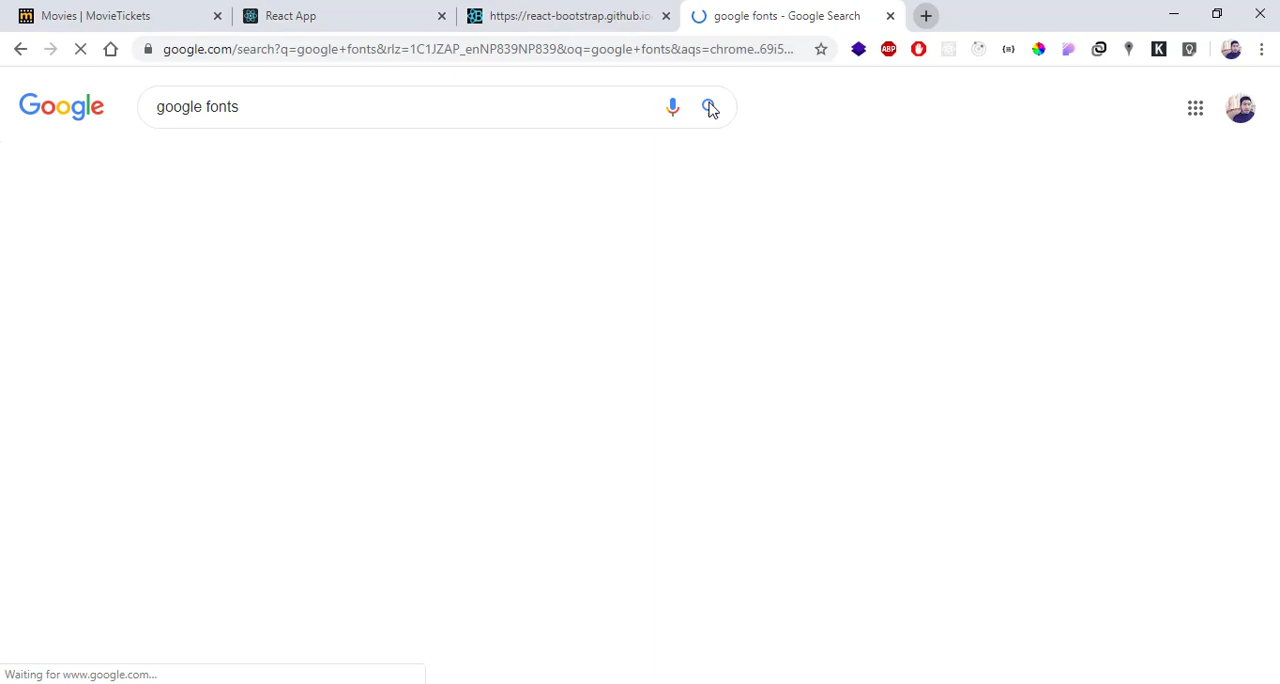 Movies | MovieTickets
React App
https://react-bootstrap.github.io
google fonts - Google Search
google.com/search?q=google+fonts&rlz=1C1JZAP_enNP839NP839&oq=google+fonts&aqs=chrome..69i5...
ABP
K
Google
google fonts
Waiting for www.google.com...